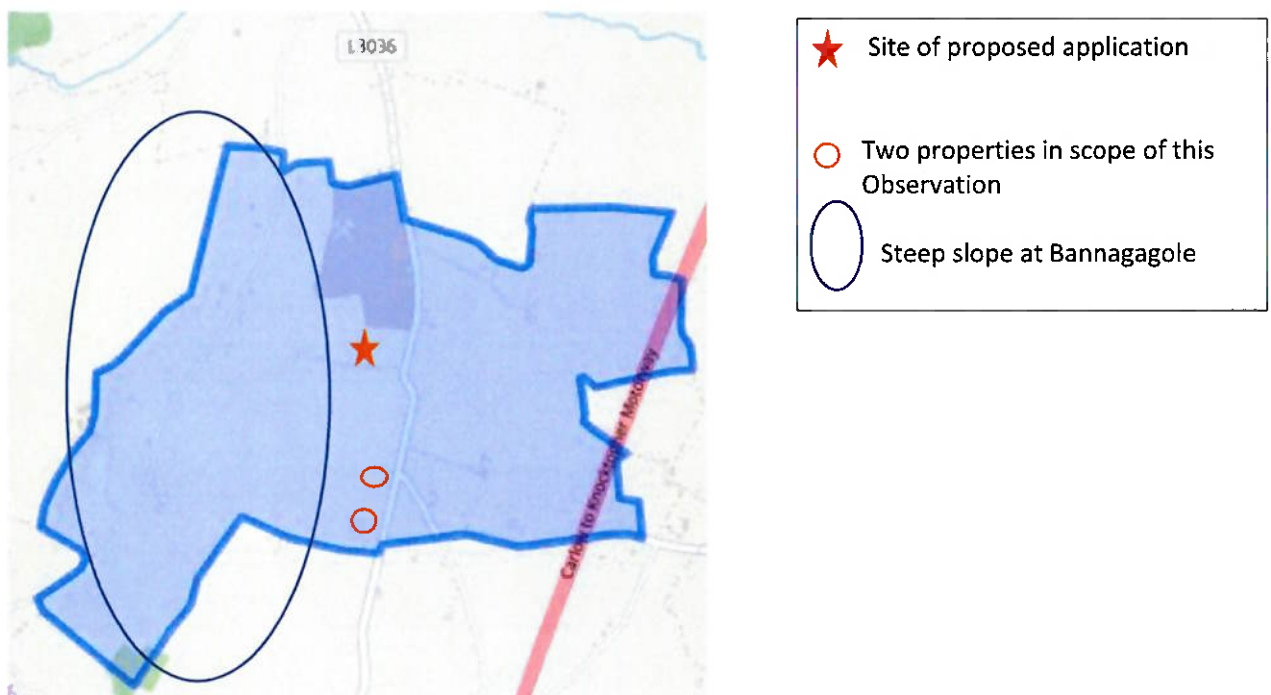 L3036
Carlow to Knocktopher Motorway
Site of proposed application
Two properties in scope of this
Observation
Steep slope at Bannagagole